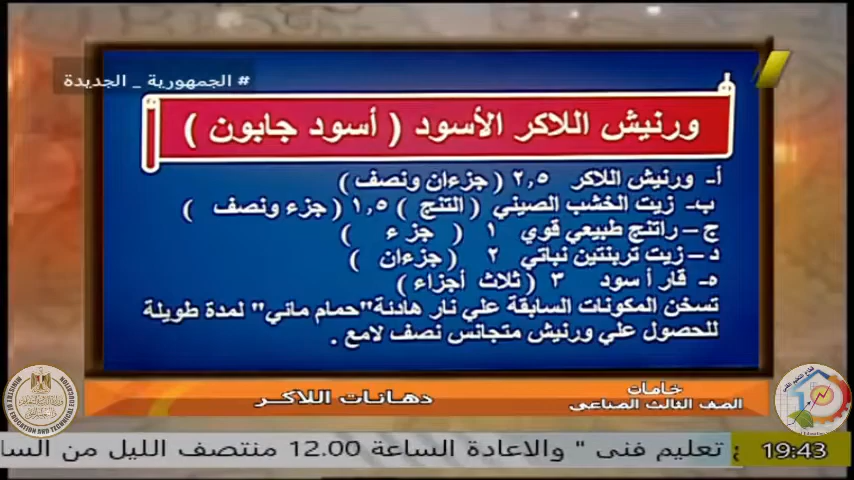 # الجمهورية _ الجديدة
ورنيش اللاكر الأسود ( أسود جابون )
أ- ورنيش اللاكر ٢,٥ ( جزءان ونصف )
ب- زيت الخشب الصيني ( التنج ) ١,٥ ( جزء ونصف )
ج - راتنج طبيعي قوي ١ ( جزء )
د - زيت تربنتين نباتي ٢ ( جزءان )
ه- قار أسود ٣ ( ثلاث أجزاء )
تسخن المكونات السابقة علي نار هادئة "حمام مائي" لمدة طويلة
للحصول علي ورنيش متجانس نصف لامع .
خامات
الصف الثالث الصناعى
دهانات اللاكر
تعليم فنى " والاعادة الساعة 12.00 منتصف الليل من
19:43